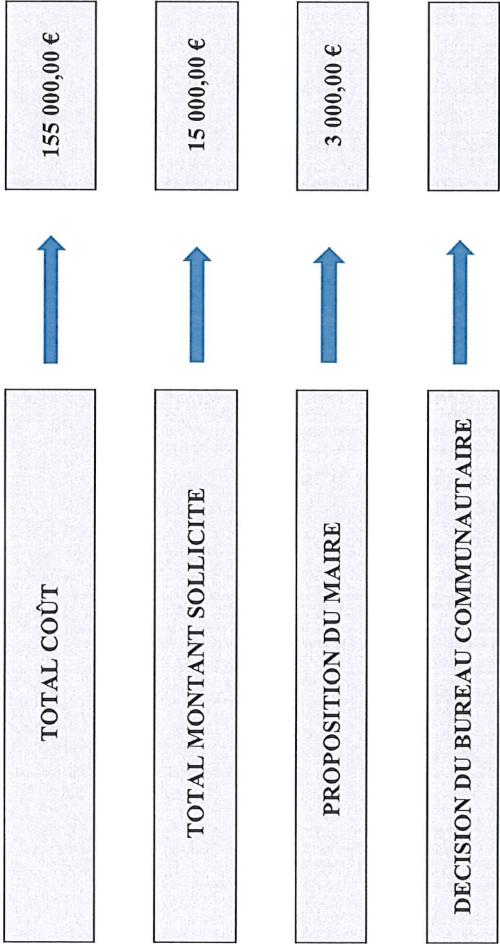 TOTAL COÛT
155 000,00 €
TOTAL MONTANT SOLLICITE
15 000,00 €
PROPOSITION DU MAIRE
3 000,00 €
DECISION DU BUREAU COMMUNAUTAIRE